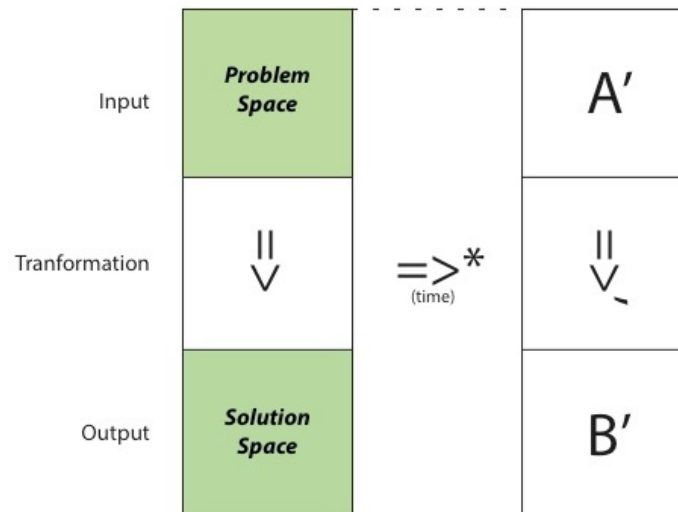 Input
Problem
Space
A′
Tranformation
=>
=>*
(time)
=>′
Output
Solution
Space
B′